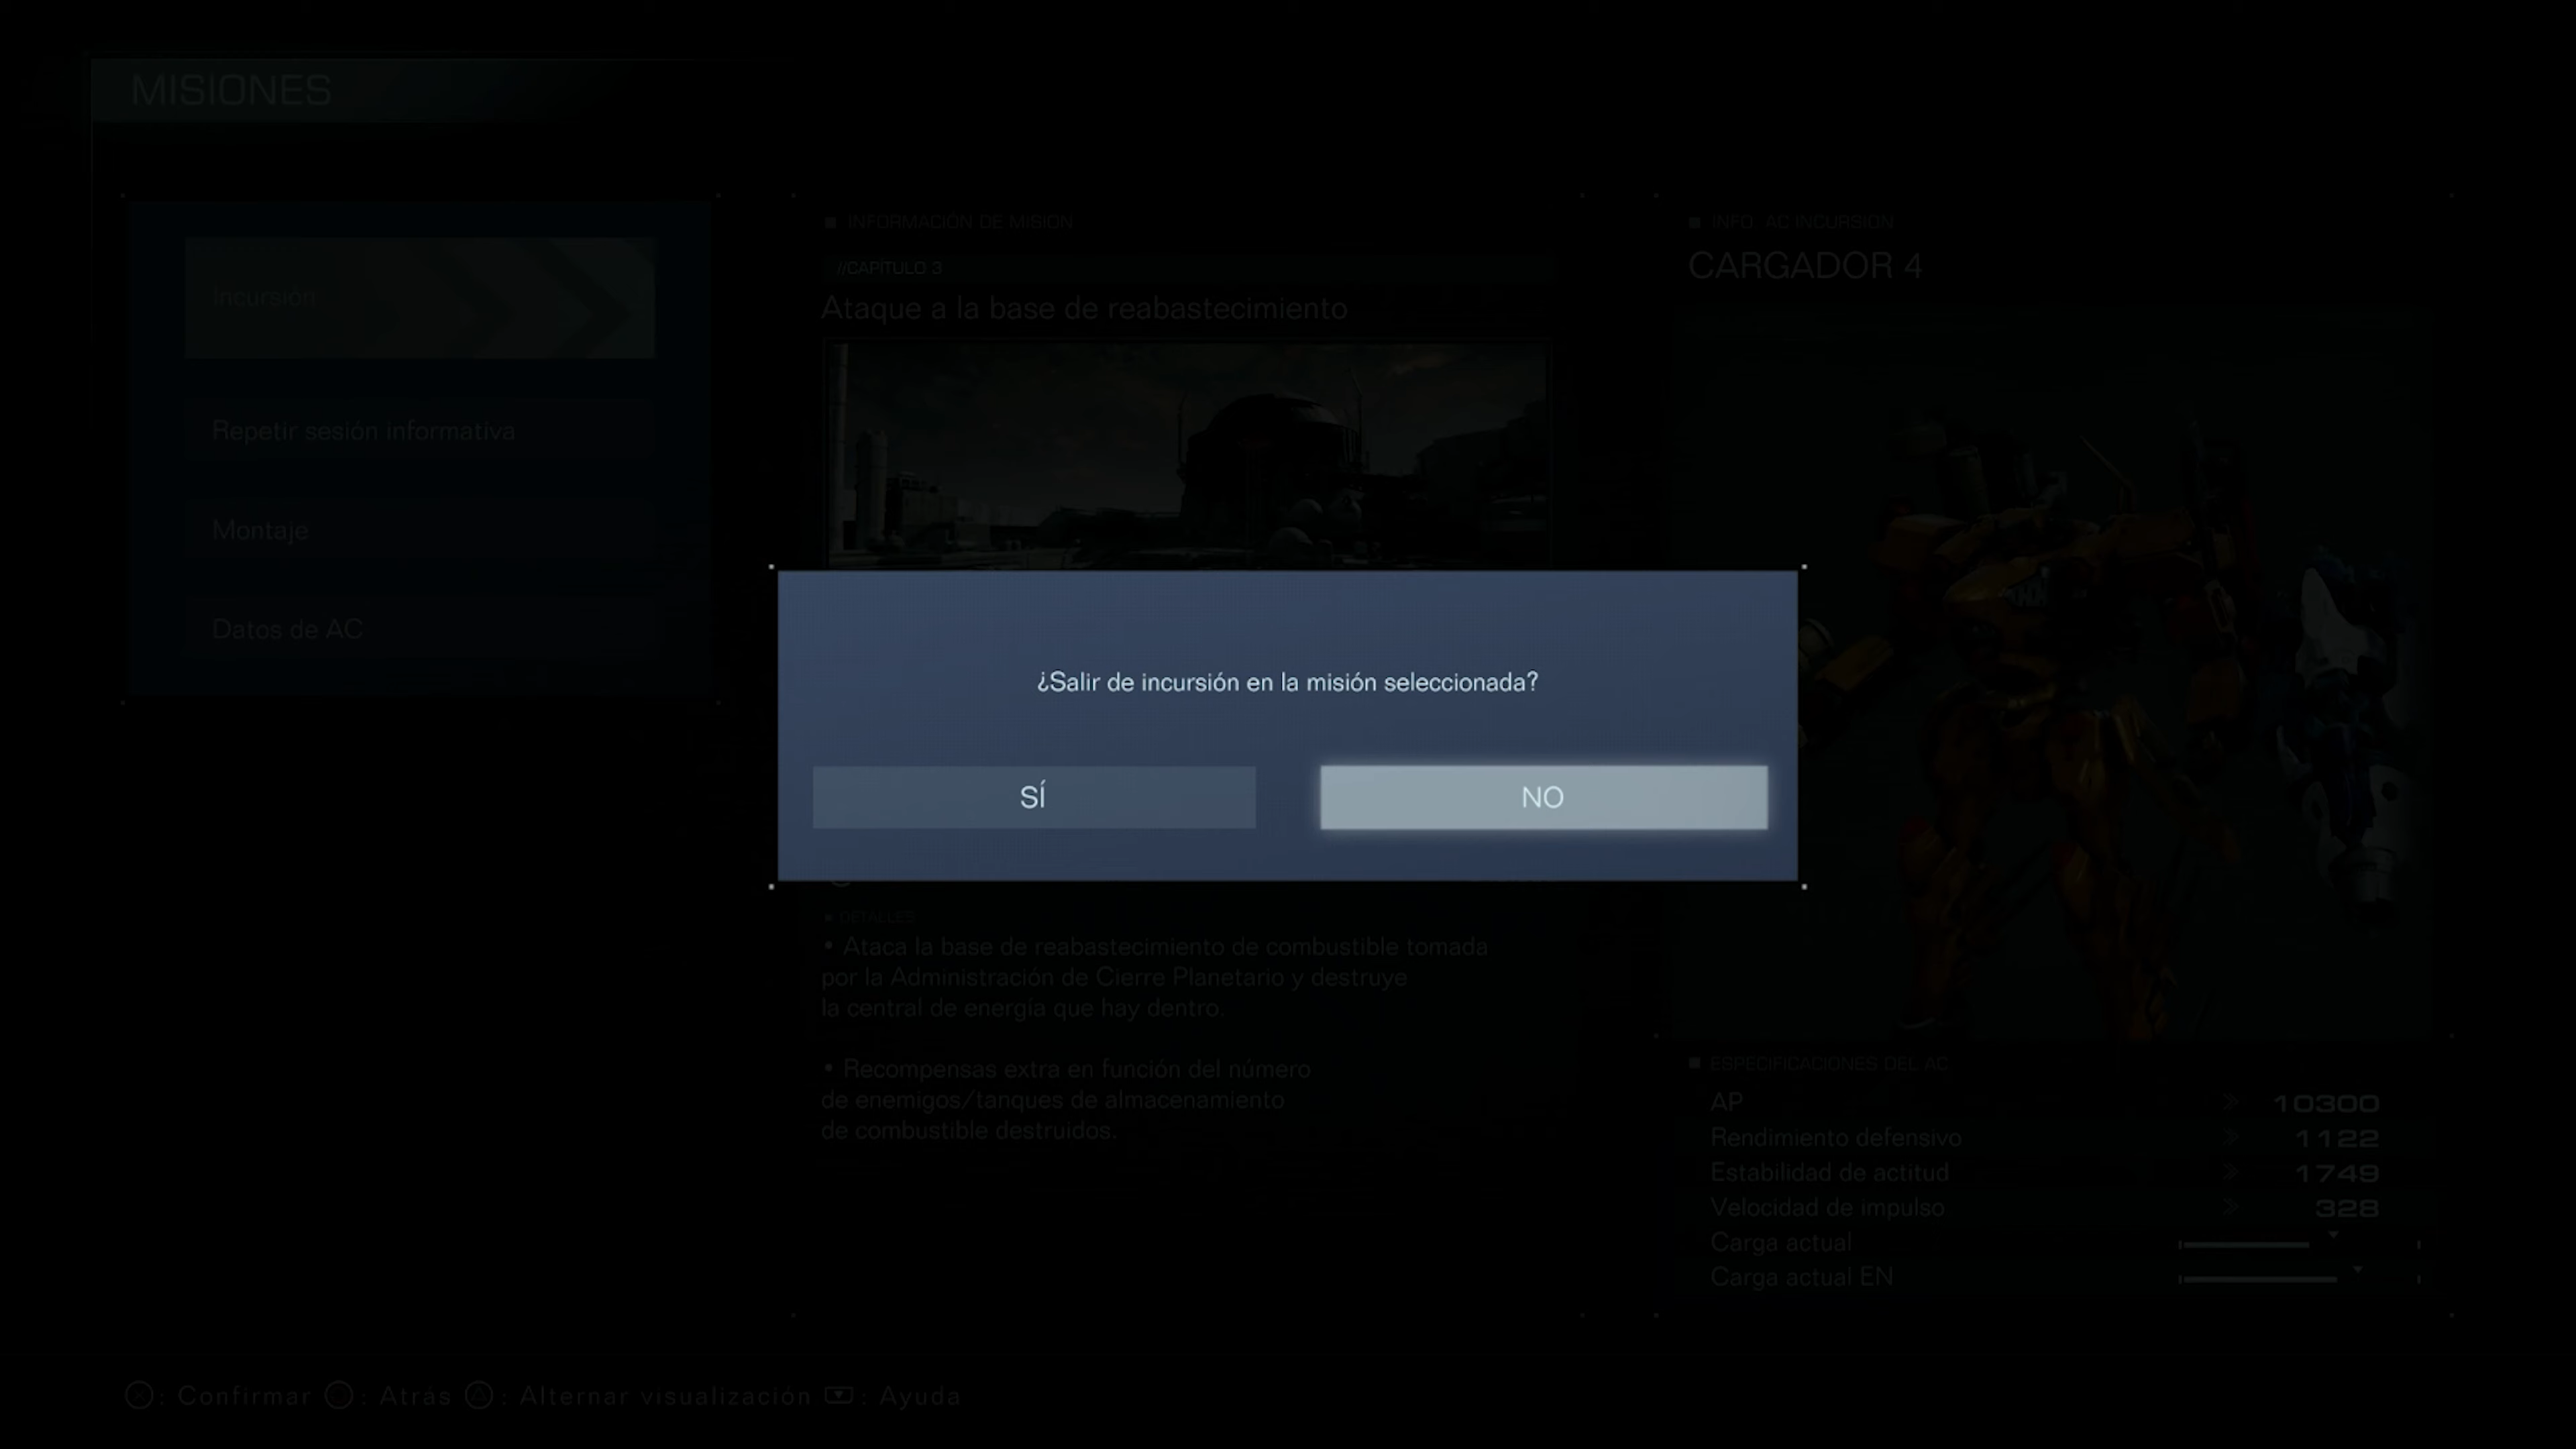 MISIONES
Incursión
Repetir sesión informativa
Montaje
Datos de AC
INFORMACIÓN DE MISIÓN
//CAPÍTULO 3
Ataque a la base de reabastecimiento
¿Salir de incursión en la misión seleccionada?
SÍ
NO
DETALLES
• Ataca la base de reabastecimiento de combustible tomada
por la Administración de Cierre Planetario y destruye
la central de energía que hay dentro.
• Recompensas extra en función del número
de enemigos/tanques de almacenamiento
de combustible destruidos.
INFO. AC INCURSIÓN
CARGADOR 4
ESPECIFICACIONES DEL AC
AP 10300
Rendimiento defensivo 1122
Estabilidad de actitud 1749
Velocidad de impulso 328
Carga actual
Carga actual EN
: Confirmar : Atrás : Alternar visualización : Ayuda